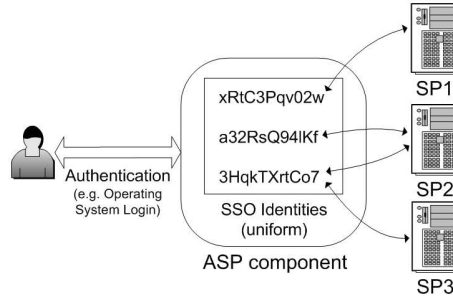 xRtC3Pqv02w
SP1
a32RsQ94lKf
SP2
Authentication
(e.g. Operating
System Login)
3HqkTXrtCo7
SSO Identities
(uniform)
ASP component
SP3